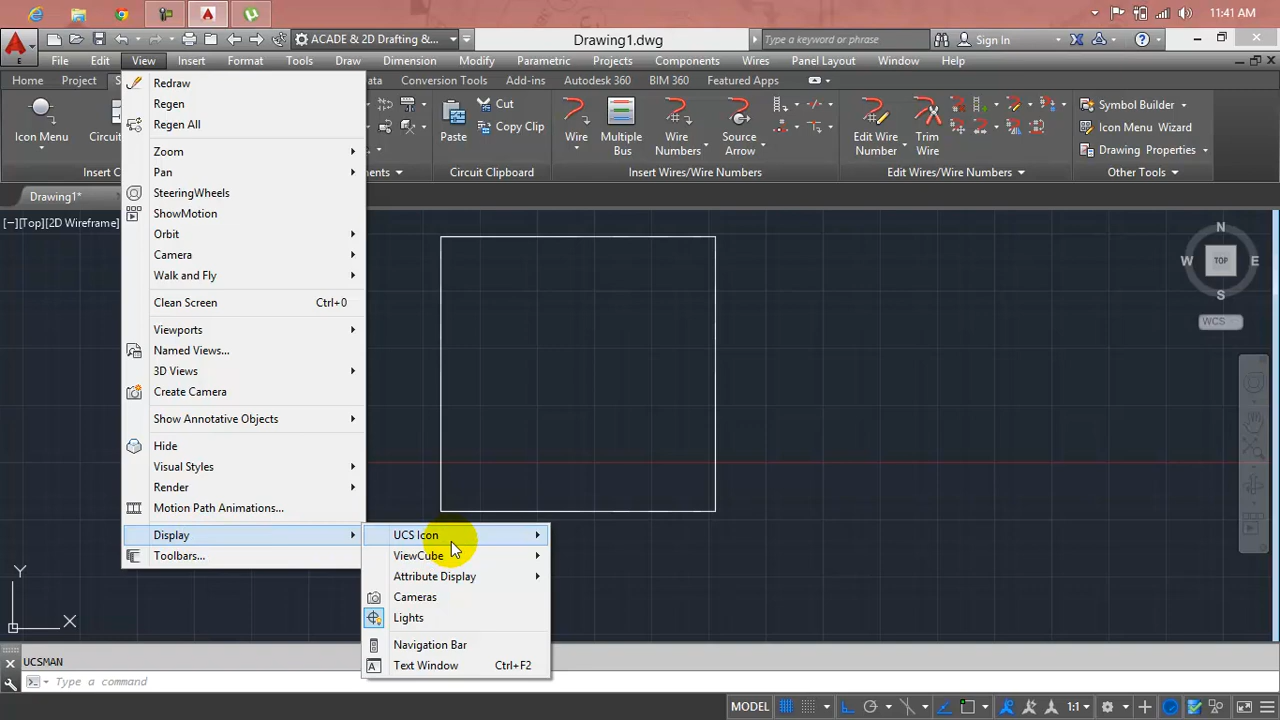 11:41 AM
ACADE & 2D Drafting &...
Drawing1.dwg
Type a keyword or phrase
Sign In
File Edit View Insert Format Tools Draw Dimension Modify Parametric Projects Components Wires Panel Layout Window Help
Home Project S ta Conversion Tools Add-ins Autodesk 360 BIM 360 Featured Apps
Icon Menu
Circui
Paste
Cut
Copy Clip
Wire
Multiple
Bus
Wire
Numbers
Source
Arrow
Edit Wire
Number
Trim
Wire
Symbol Builder
Icon Menu Wizard
Drawing Properties
Insert C
nents
Circuit Clipboard
Insert Wires/Wire Numbers
Edit Wires/Wire Numbers
Other Tools
Drawing1*
[−][Top][2D Wireframe]
Redraw
Regen
Regen All
Zoom
Pan
SteeringWheels
ShowMotion
Orbit
Camera
Walk and Fly
Clean Screen Ctrl+0
Viewports
Named Views...
3D Views
Create Camera
Show Annotative Objects
Hide
Visual Styles
Render
Motion Path Animations...
Display
Toolbars...
UCS Icon
ViewCube
Attribute Display
Cameras
Lights
Navigation Bar
Text Window Ctrl+F2
N
W TOP E
S
WCS
Y
X
UCSMAN
Type a command
MODEL
1:1